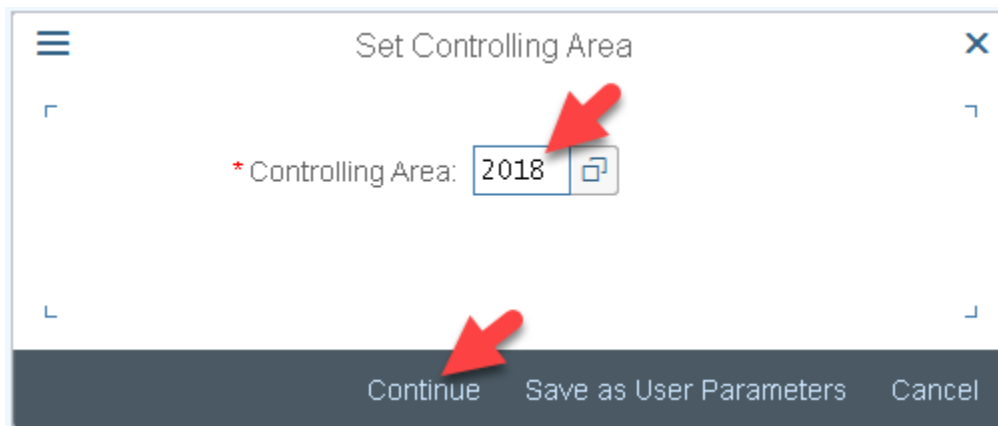 Set Controlling Area
* Controlling Area: 2018
Continue Save as User Parameters Cancel